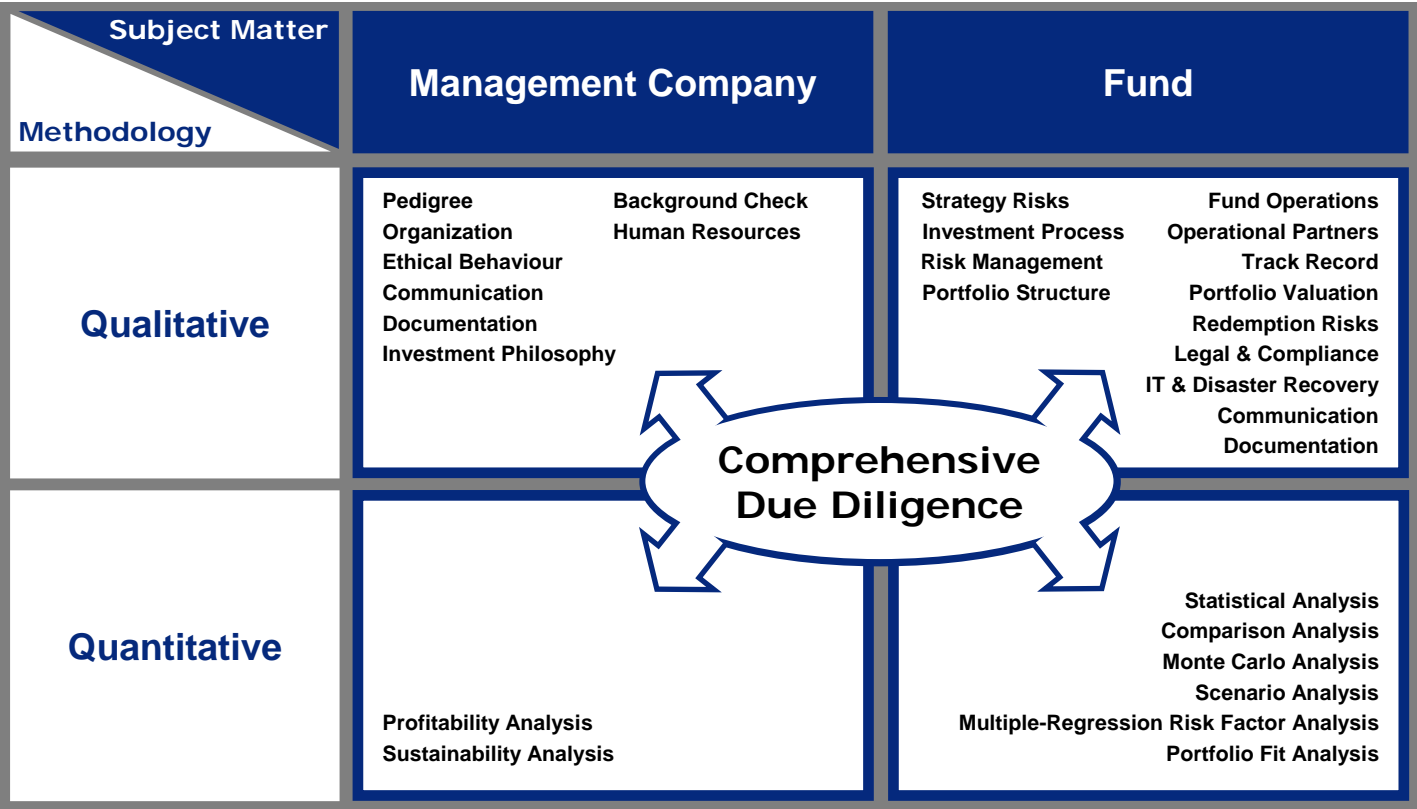 Subject Matter
Methodology
Management Company
Fund
Qualitative
Pedigree
Organization
Ethical Behaviour
Communication
Documentation
Investment Philosophy
Background Check
Human Resources
Strategy Risks
Investment Process
Risk Management
Portfolio Structure
Fund Operations
Operational Partners
Track Record
Portfolio Valuation
Redemption Risks
Legal & Compliance
IT & Disaster Recovery
Communication
Documentation
Comprehensive
Due Diligence
Quantitative
Profitability Analysis
Sustainability Analysis
Statistical Analysis
Comparison Analysis
Monte Carlo Analysis
Scenario Analysis
Multiple-Regression Risk Factor Analysis
Portfolio Fit Analysis